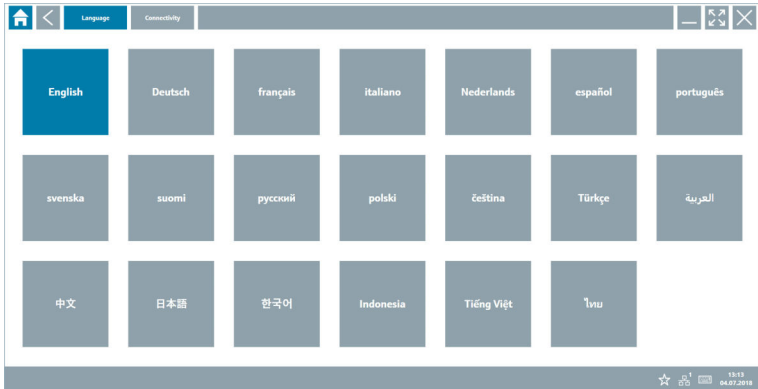 Language
Connectivity
English
Deutsch
français
italiano
Nederlands
español
português
svenska
suomi
русский
polski
čeština
Türkçe
العربية
中文
日本語
한국어
Indonesia
Tiếng Việt
ไทย
1
13:13
04.07.2018